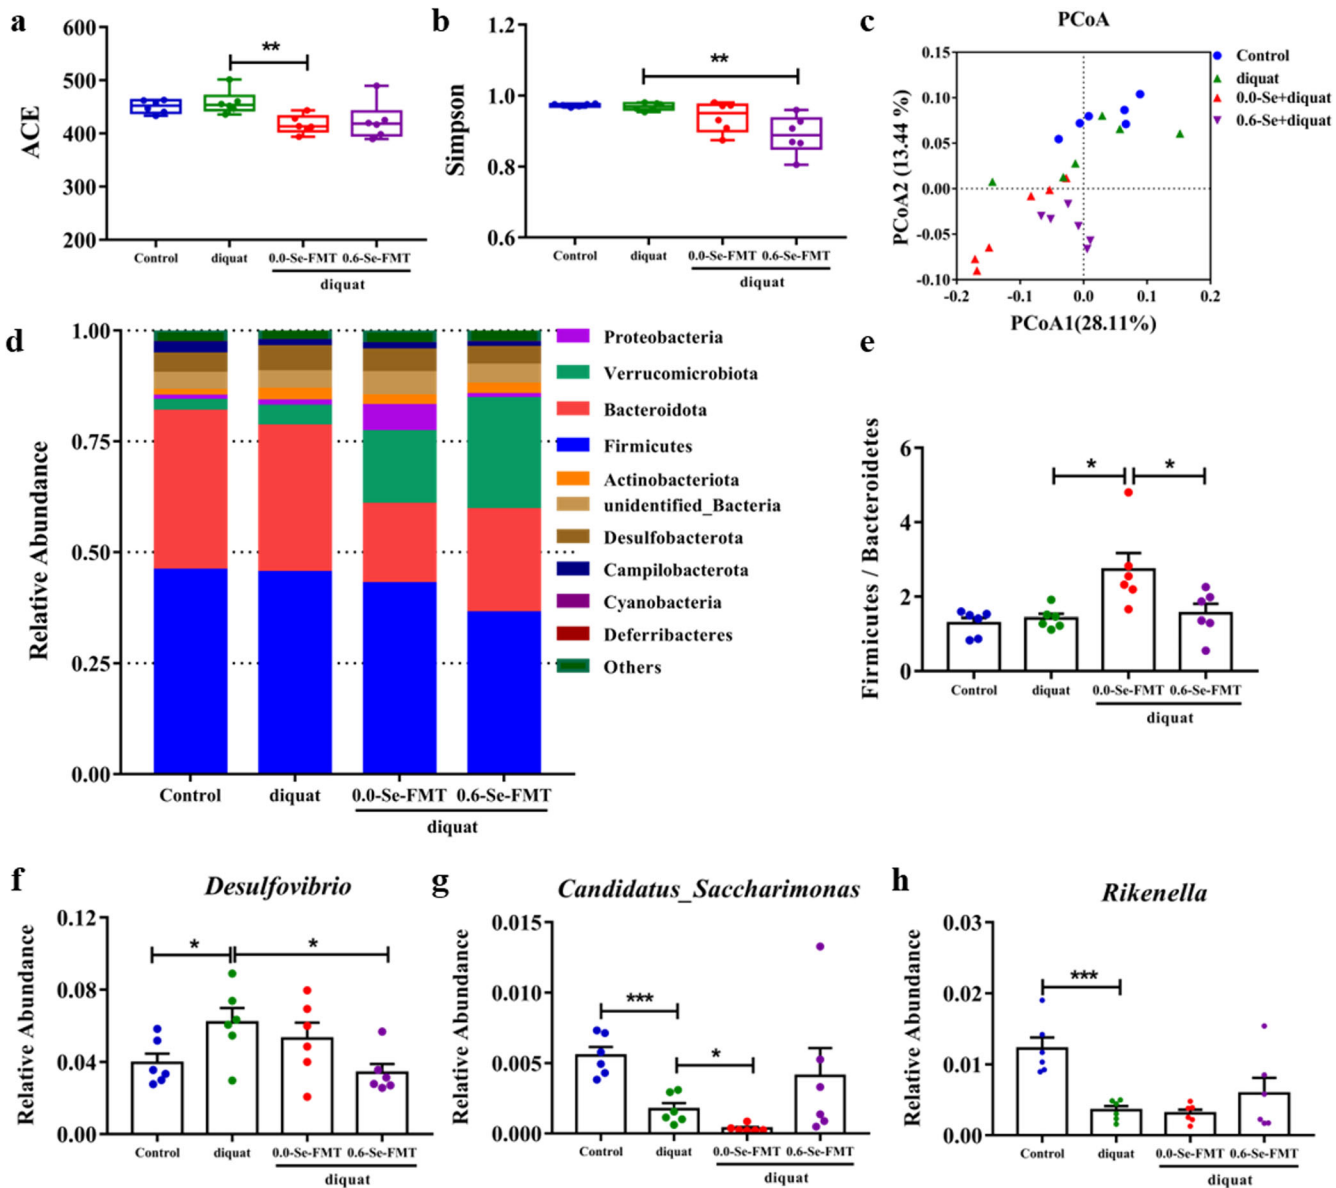 a
600
500
400
300
200
ACE
**
Control
diquat
0.0-Se-FMT
0.6-Se-FMT
diquat
b
1.2
1.0
0.8
0.6
Simpson
**
Control
diquat
0.0-Se-FMT
0.6-Se-FMT
diquat
c
PCoA
0.15
0.10
0.05
0.00
-0.05
-0.10
PCoA2 (13.44 %)
-0.2
-0.1
0.0
0.1
0.2
PCoA1(28.11%)
Control
diquat
0.0-Se+diquat
0.6-Se+diquat
d
1.00
0.75
0.50
0.25
0.00
Relative Abundance
Control
diquat
0.0-Se-FMT
0.6-Se-FMT
diquat
Proteobacteria
Verrucomicrobiota
Bacteroidota
Firmicutes
Actinobacteriota
unidentified_Bacteria
Desulfobacterota
Campilobacterota
Cyanobacteria
Deferribacteres
Others
e
6
4
2
0
Firmicutes / Bacteroidetes
*
*
Control
diquat
0.0-Se-FMT
0.6-Se-FMT
diquat
f
Desulfovibrio
0.12
0.08
0.04
0.00
Relative Abundance
*
*
Control
diquat
0.0-Se-FMT
0.6-Se-FMT
diquat
g
Candidatus_Saccharimonas
0.015
0.010
0.005
0.000
Relative Abundance
***
*
Control
diquat
0.0-Se-FMT
0.6-Se-FMT
diquat
h
Rikenella
0.03
0.02
0.01
0.00
Relative Abundance
***
Control
diquat
0.0-Se-FMT
0.6-Se-FMT
diquat